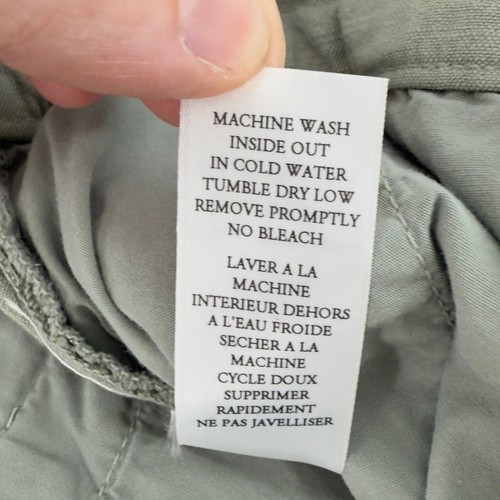 MACHINE WASH
INSIDE OUT
IN COLD WATER
TUMBLE DRY LOW
REMOVE PROMPTLY
NO BLEACH
LAVER A LA
MACHINE
INTERIEUR DEHORS
A L'EAU FROIDE
SECHER A LA
MACHINE
CYCLE DOUX
SUPPRIMER
RAPIDEMENT
NE PAS JAVELLISER